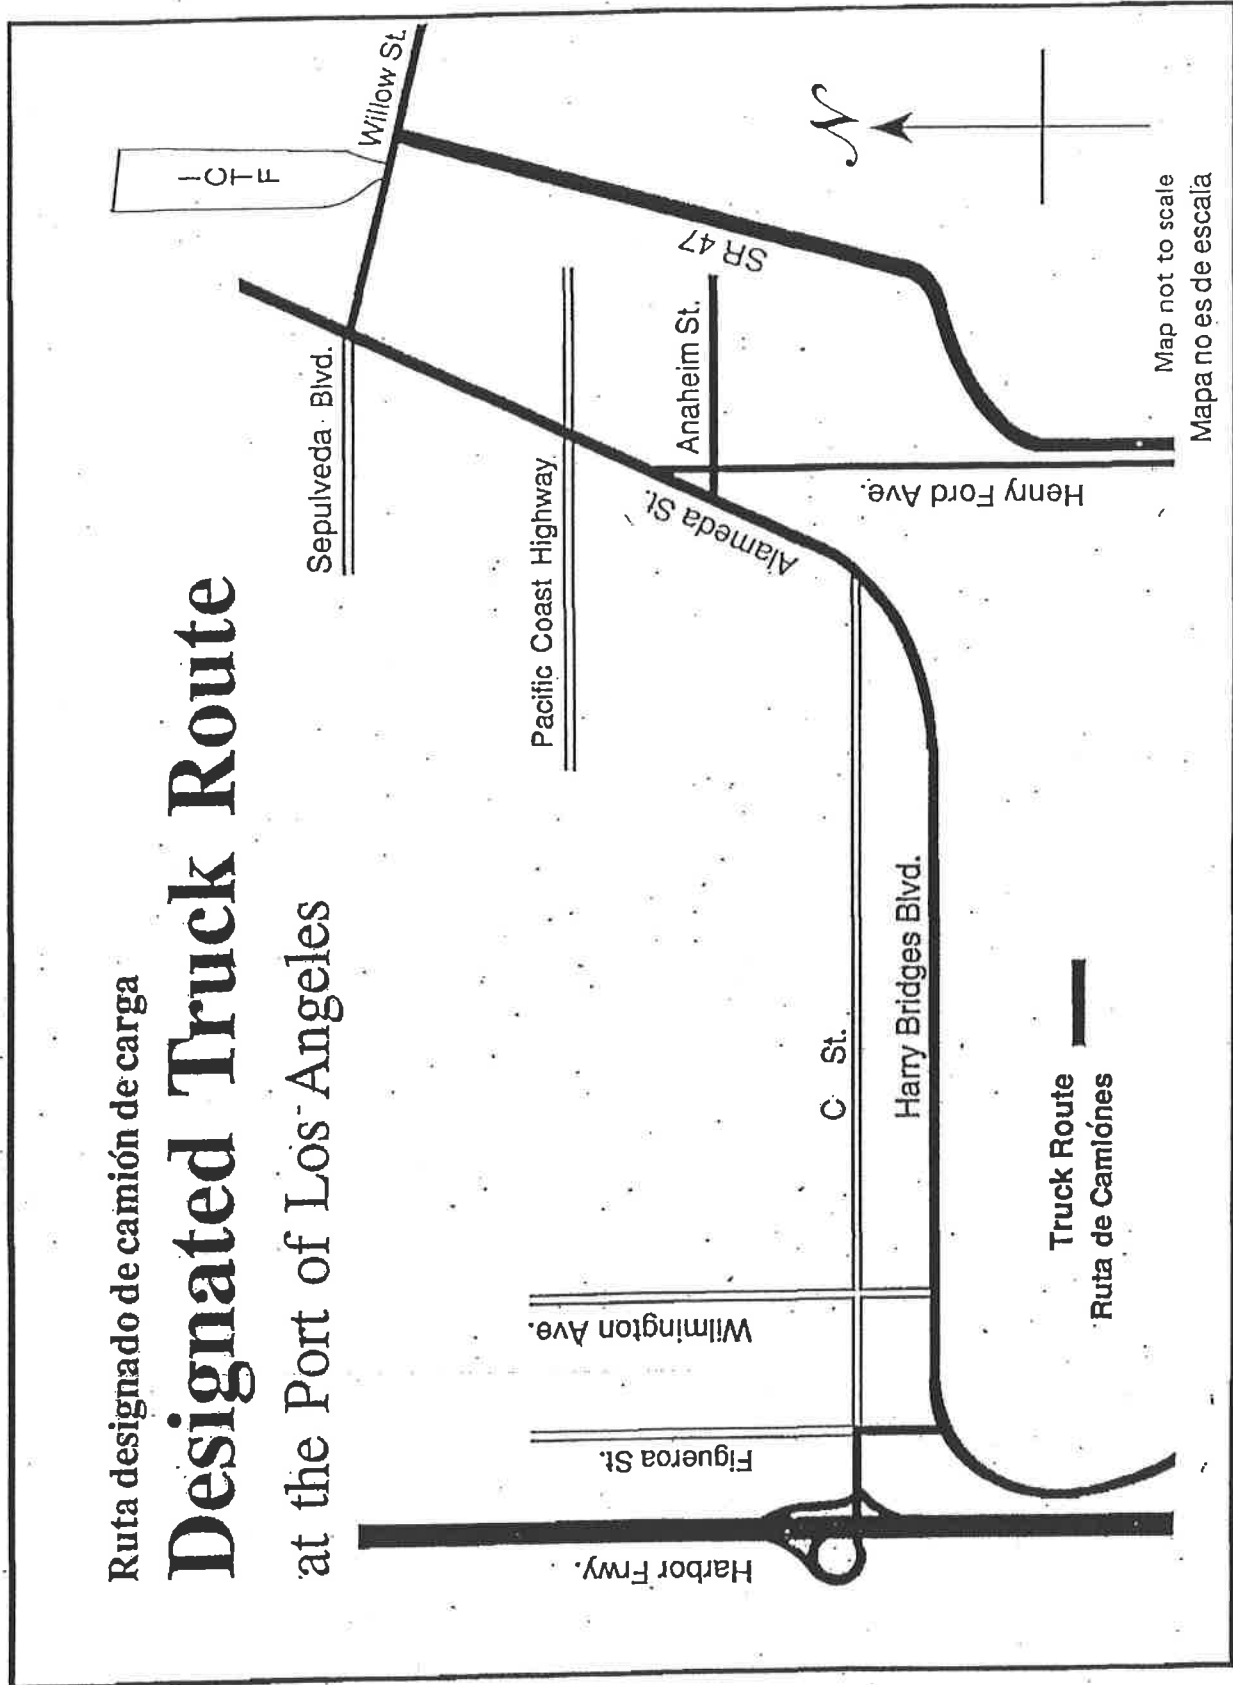 Ruta designado de camión de carga
Designated Truck Route
at the Port of Los Angeles
I
C
T
F
Willow St.
Sepulveda Blvd.
Pacific Coast Highway
SR 47
Anaheim St.
Alameda St.
Henry Ford Ave.
N
C St.
Harry Bridges Blvd.
Wilmington Ave.
Figueroa St.
Harbor Frwy.
Truck Route
Ruta de Camiónes
Map not to scale
Mapa no es de escala